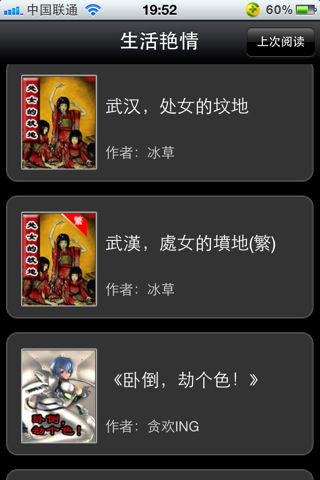 中国联通 19:52 60%
生活艳情
上次阅读
武汉，处女的坟地
作者：冰草
武漢，處女的墳地(繁)
作者：冰草
《卧倒，劫个色！》
作者：贪欢ING
处女的坟地
繁
处女的坟地
卧倒，
劫个色！